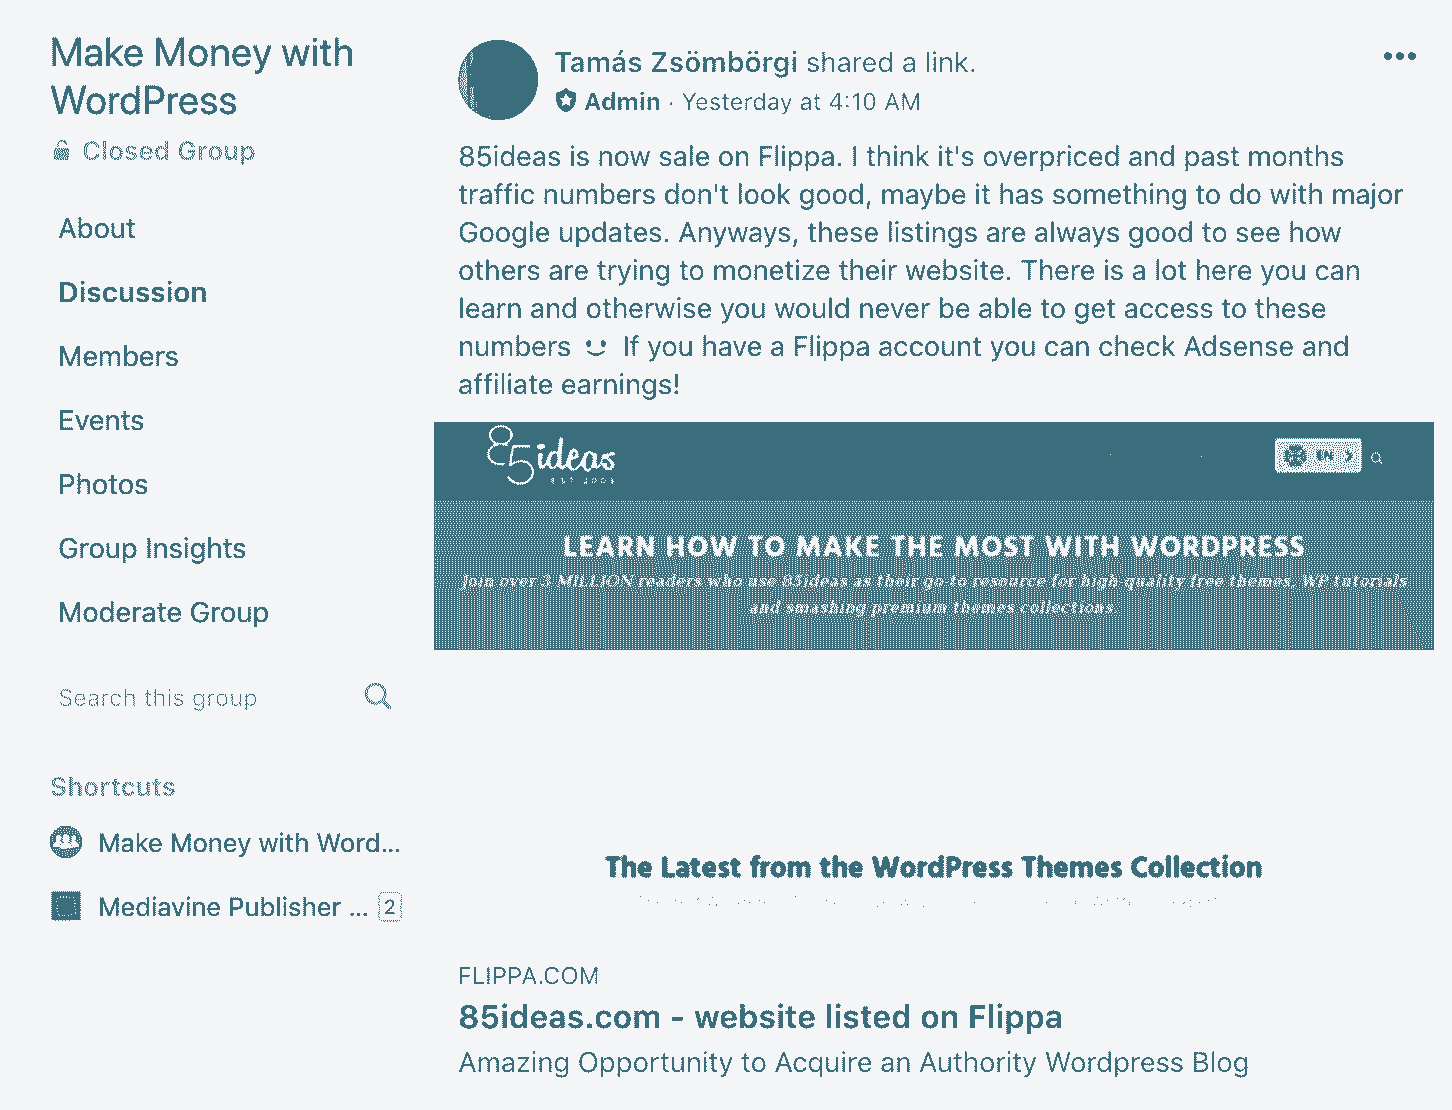 Make Money with
WordPress
Closed Group
About
Discussion
Members
Events
Photos
Group Insights
Moderate Group
Search this group
Shortcuts
Make Money with Word...
Mediavine Publisher ... 2
Tamás Zsömbörgi shared a link.
Admin · Yesterday at 4:10 AM
85ideas is now sale on Flippa. I think it's overpriced and past months
traffic numbers don't look good, maybe it has something to do with major
Google updates. Anyways, these listings are always good to see how
others are trying to monetize their website. There is a lot here you can
learn and otherwise you would never be able to get access to these
numbers If you have a Flippa account you can check Adsense and
affiliate earnings!
85ideas
EN
LEARN HOW TO MAKE THE MOST WITH WORDPRESS
Join over 3 MILLION readers who use 85ideas as their go-to resource for high-quality free themes, WP tutorials
and smashing premium themes collections
The Latest from the WordPress Themes Collection
FLIPPA.COM
85ideas.com - website listed on Flippa
Amazing Opportunity to Acquire an Authority Wordpress Blog